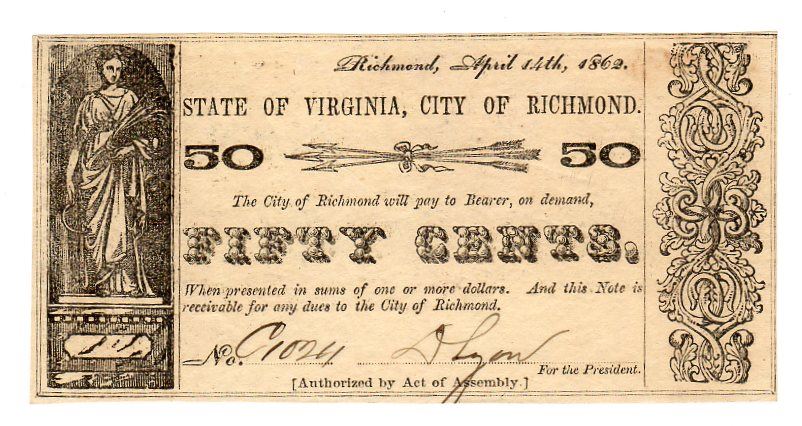 Richmond, April 14th, 1862.
STATE OF VIRGINIA, CITY OF RICHMOND.
50 50
The City of Richmond will pay to Bearer, on demand,
FIFTY CENTS,
When presented in sums of one or more dollars. And this Note is
receivable for any dues to the City of Richmond.
No.
For the President.
[Authorized by Act of Assembly.]